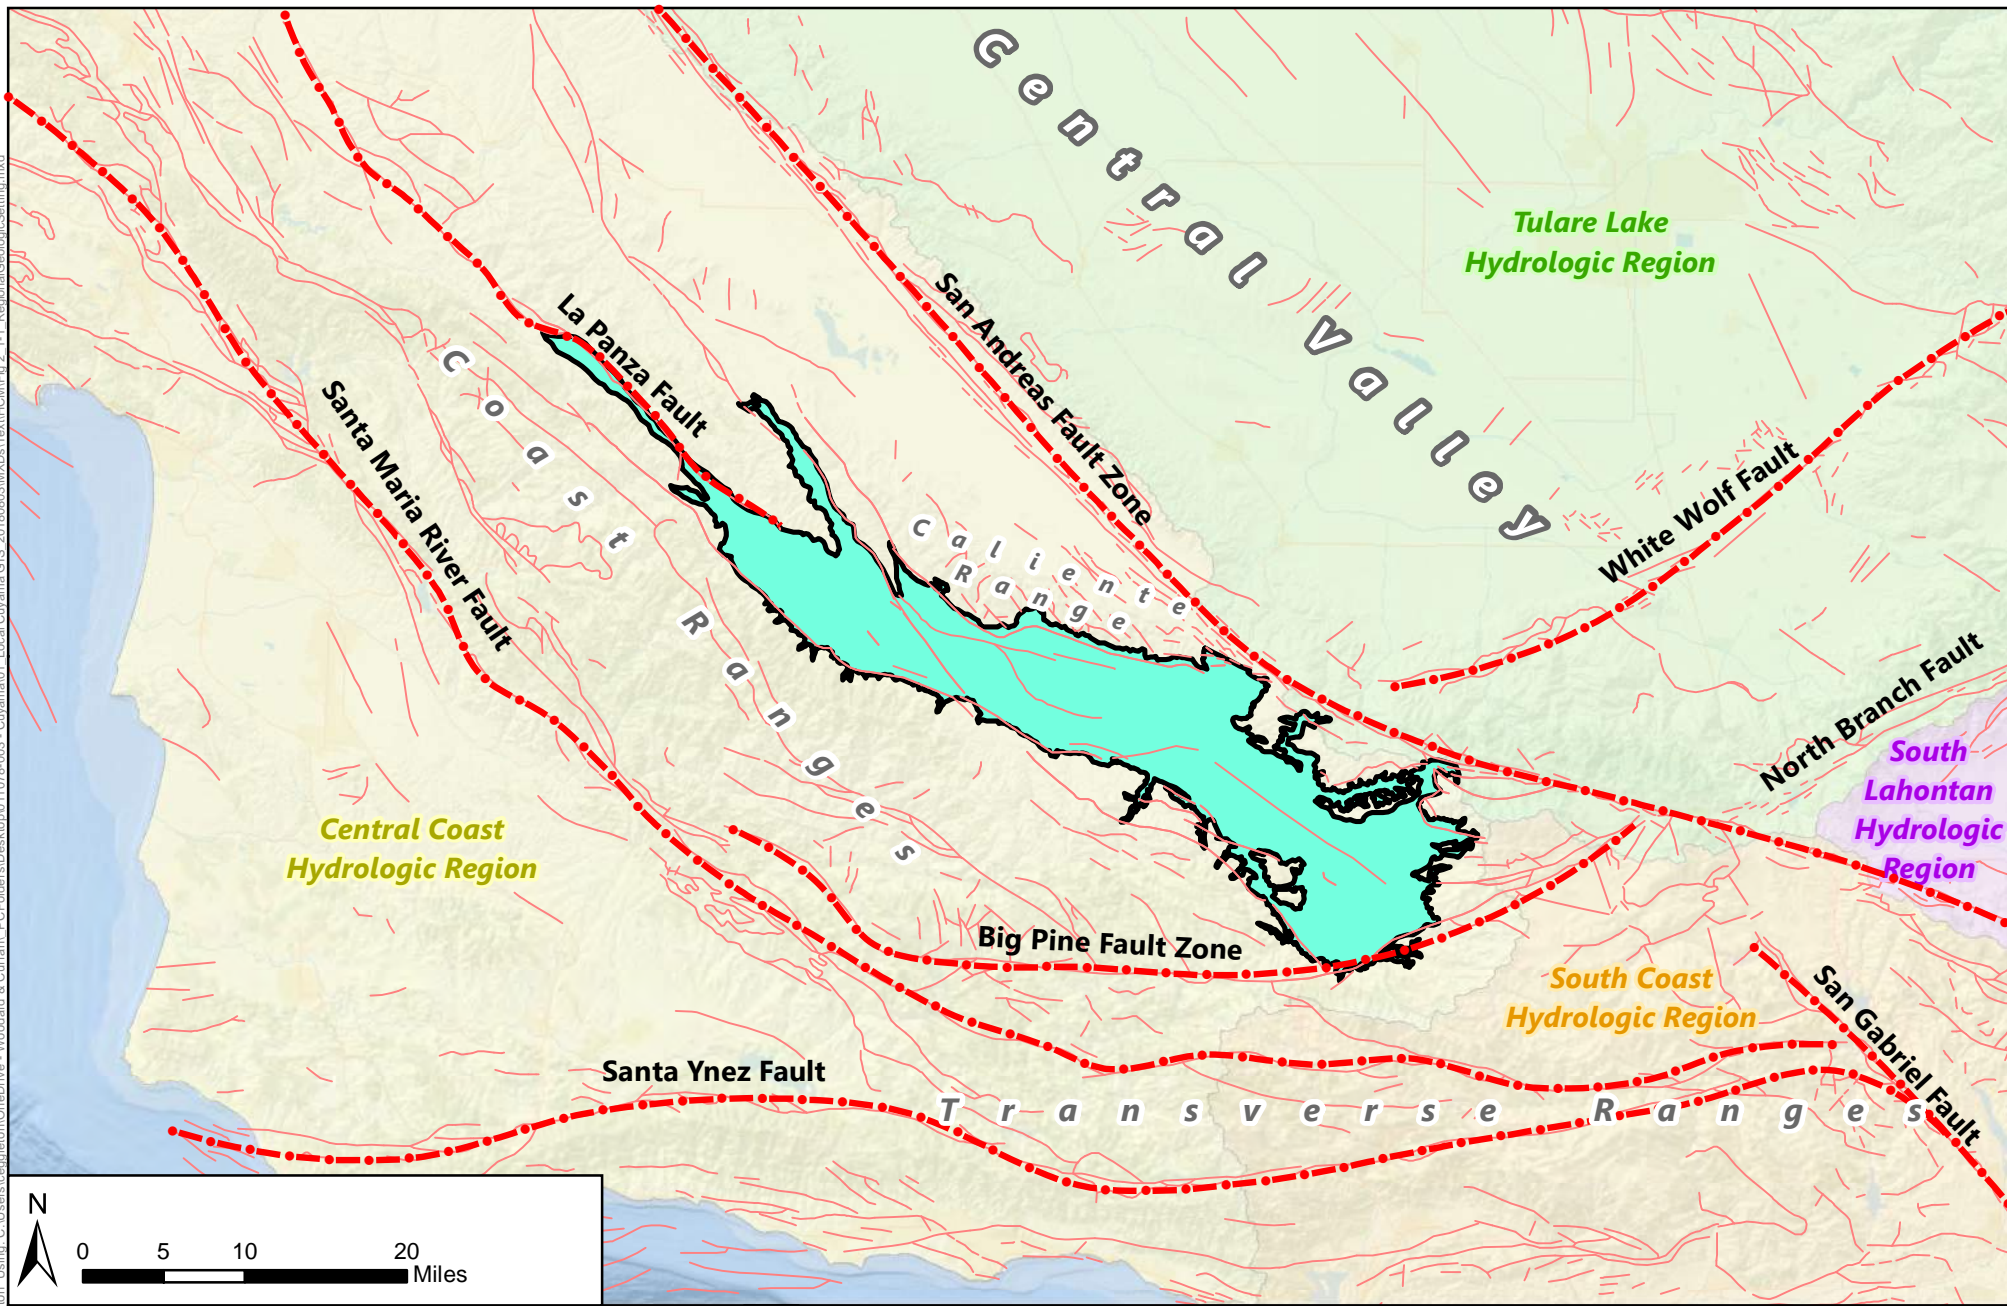 Central Valley
Tulare Lake
Hydrologic Region
San Andreas Fault Zone
La Panza Fault
Santa Maria River Fault
Coast Ranges
Caliente
Range
White Wolf Fault
North Branch Fault
South
Lahontan
Hydrologic
Region
Central Coast
Hydrologic Region
Big Pine Fault Zone
South Coast
Hydrologic Region
San Gabriel Fault
Santa Ynez Fault
Transverse Ranges
N
0 5 10 20
Miles